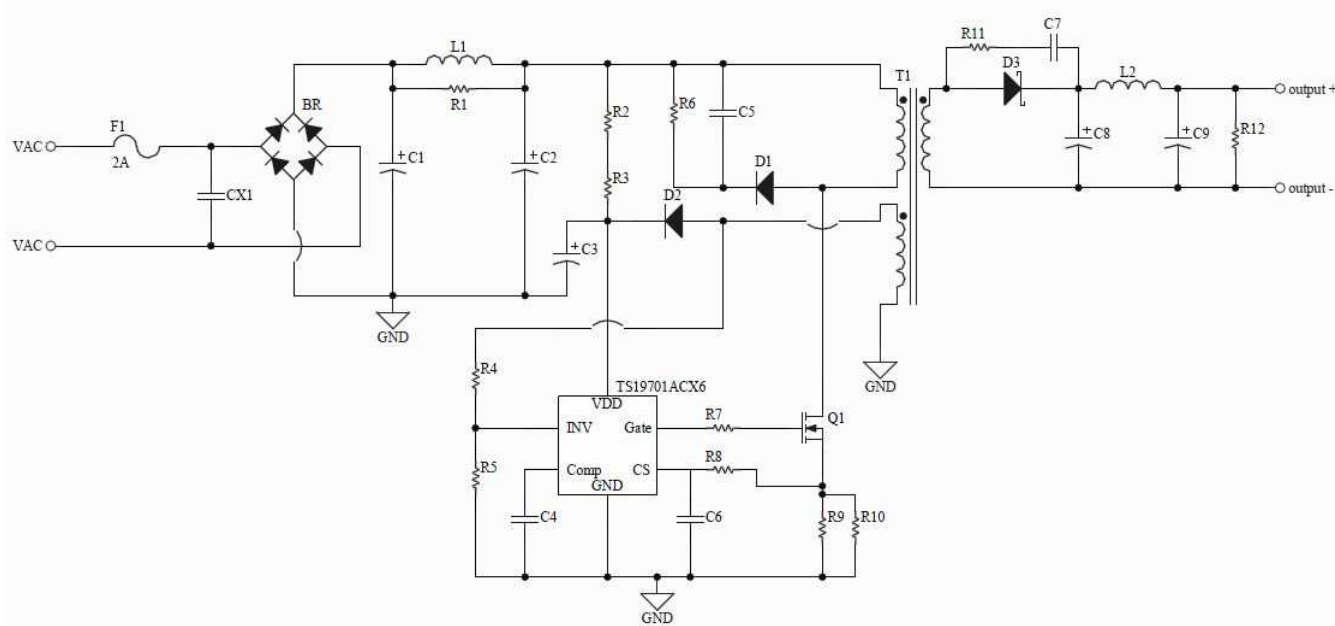 C7
R11
L1
D3
T1
L2
BR
output +
F1
R1
R6
C5
R2
C8
C9
R12
VAC
2A
C1
C2
D1
CX1
R3
D2
output -
VAC
C3
GND
GND
R4
TS19701ACX6
VDD
R7
Q1
INV
Gate
R8
R5
Comp
CS
GND
C4
C6
R9
R10
GND